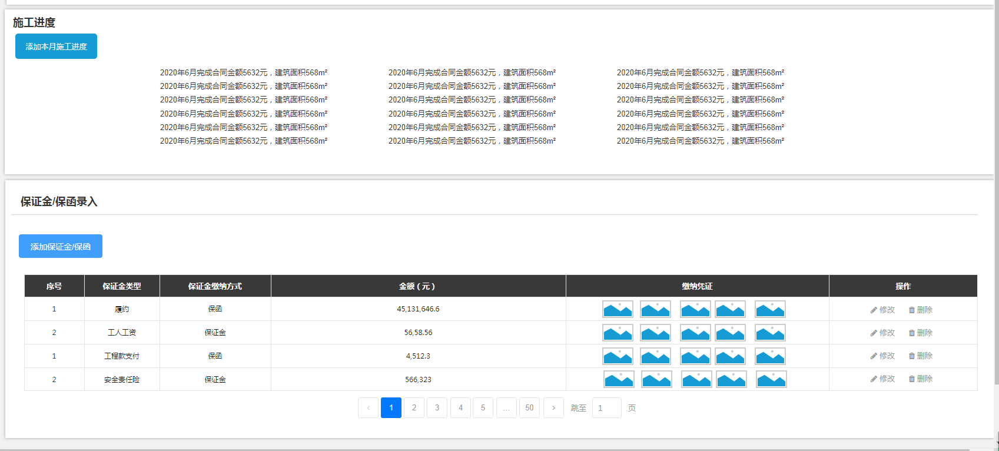 施工进度
添加本月施工进度
2020年6月完成合同金额5632元，建筑面积568m² 2020年6月完成合同金额5632元，建筑面积568m² 2020年6月完成合同金额5632元，建筑面积568m²
2020年6月完成合同金额5632元，建筑面积568m² 2020年6月完成合同金额5632元，建筑面积568m² 2020年6月完成合同金额5632元，建筑面积568m²
2020年6月完成合同金额5632元，建筑面积568m² 2020年6月完成合同金额5632元，建筑面积568m² 2020年6月完成合同金额5632元，建筑面积568m²
2020年6月完成合同金额5632元，建筑面积568m² 2020年6月完成合同金额5632元，建筑面积568m² 2020年6月完成合同金额5632元，建筑面积568m²
2020年6月完成合同金额5632元，建筑面积568m² 2020年6月完成合同金额5632元，建筑面积568m² 2020年6月完成合同金额5632元，建筑面积568m²
2020年6月完成合同金额5632元，建筑面积568m² 2020年6月完成合同金额5632元，建筑面积568m² 2020年6月完成合同金额5632元，建筑面积568m²
保证金/保函录入
添加保证金/保函
序号 保证金类型 保证金缴纳方式 金额（元） 缴纳凭证 操作
1 履约 保函 45,131,646.6 修改 删除
2 工人工资 保证金 56,58.56 修改 删除
1 工程款支付 保函 4,512.3 修改 删除
2 安全责任险 保证金 566,323 修改 删除
‹ 1 2 3 4 5 ... 50 › 跳至 1 页